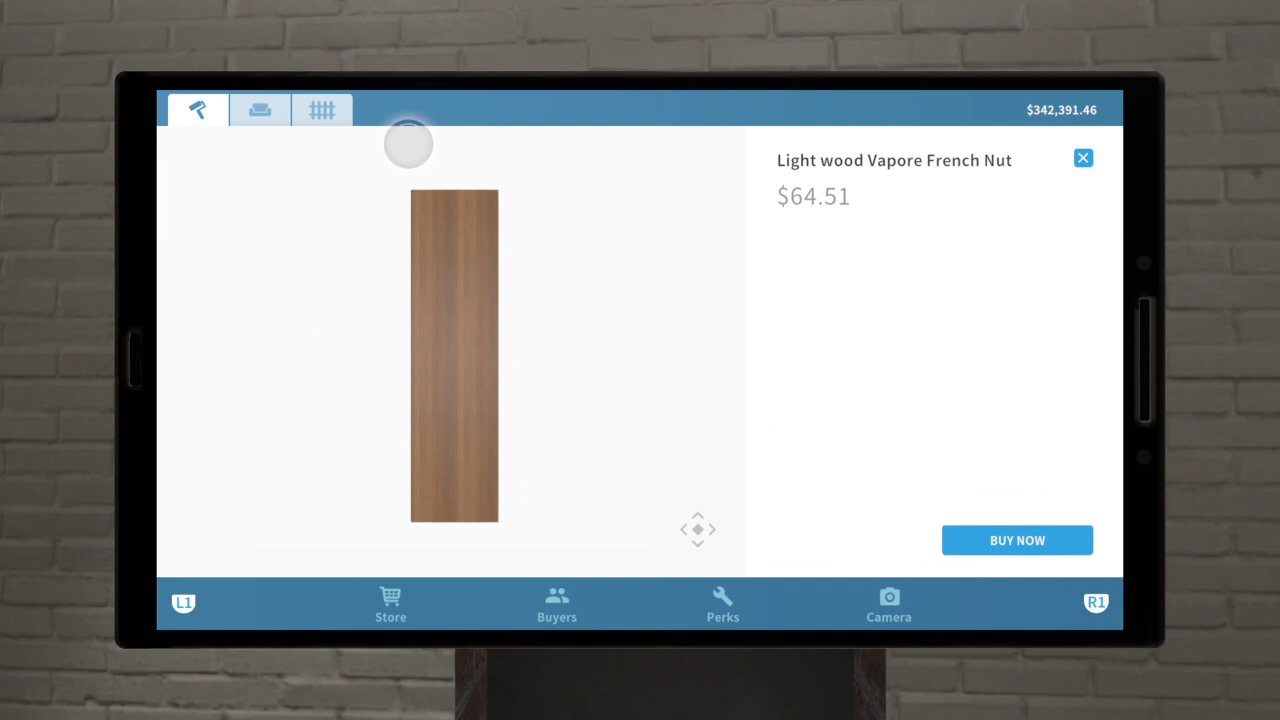 $342,391.46
Light wood Vapore French Nut
$64.51
BUY NOW
L1
Store
Buyers
Perks
Camera
R1